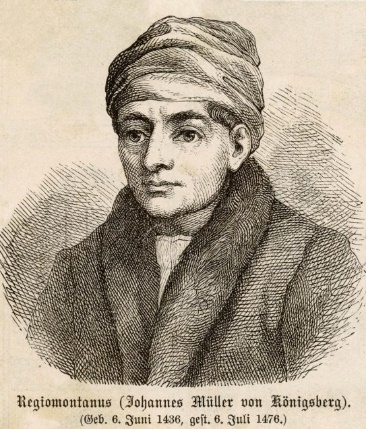 Regiomontanus (Johannes Müller von Königsberg).
(Geb. 6. Juni 1436, gest. 6. Juli 1476.)